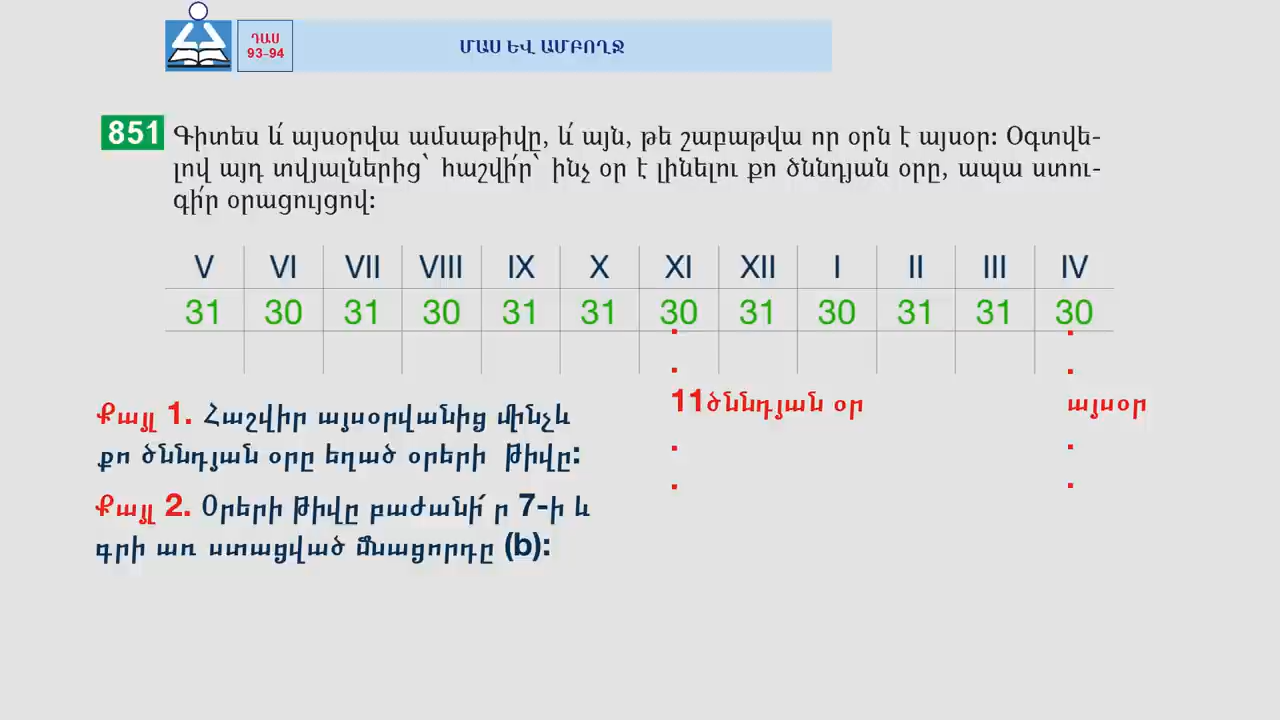 ԴԱՍ
93-94
ՄԱՍ ԵՎ ԱՄԲՈՂՋ
851 Գիտես և՛ այսօրվա ամսաթիվը, և՛ այն, թե շաբաթվա որ օրն է այսօր: Օգտվե-
լով այդ տվյալներից՝ հաշվի՛ր՝ ինչ օր է լինելու քո ծննդյան օրը, ապա ստու-
գի՛ր օրացույցով:
V VI VII VIII IX X XI XII I II III IV
31 30 31 30 31 31 30 31 30 31 31 30
11ծննդյան օր այսօր
Քայլ 1. Հաշվիր այսօրվանից մինչև
քո ծննդյան օրը եղած օրերի թիվը:
Քայլ 2. Օրերի թիվը բաժանի՛ր 7-ի և
գրի առ ստացված մնացորդը (b):